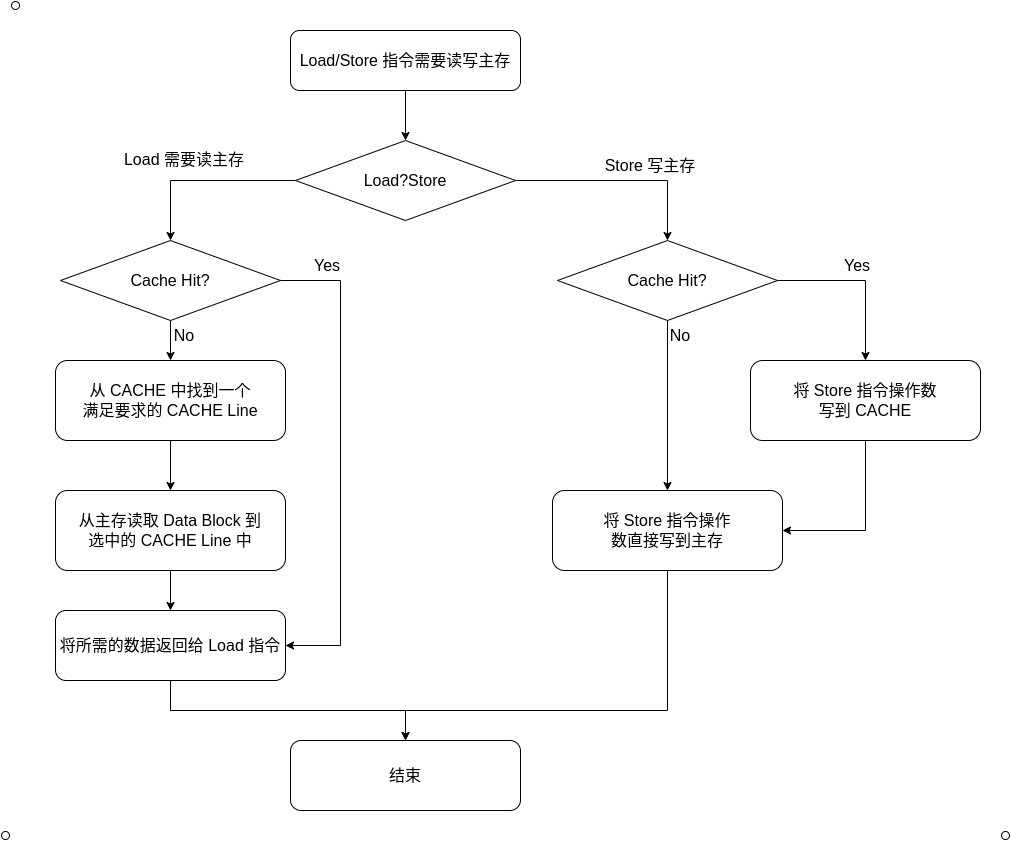 Load/Store 指令需要读写主存
Load 需要读主存
Load?Store
Store 写主存
Cache Hit?
Yes
No
Cache Hit?
Yes
No
从 CACHE 中找到一个
满足要求的 CACHE Line
将 Store 指令操作数
写到 CACHE
从主存读取 Data Block 到
选中的 CACHE Line 中
将 Store 指令操作
数直接写到主存
将所需的数据返回给 Load 指令
结束